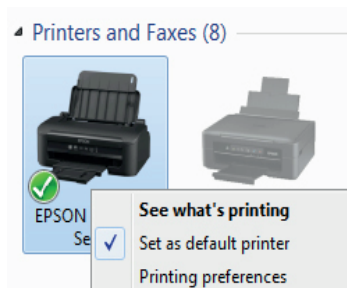 Printers and Faxes (8)
EPSON
Se
See what's printing
Set as default printer
Printing preferences